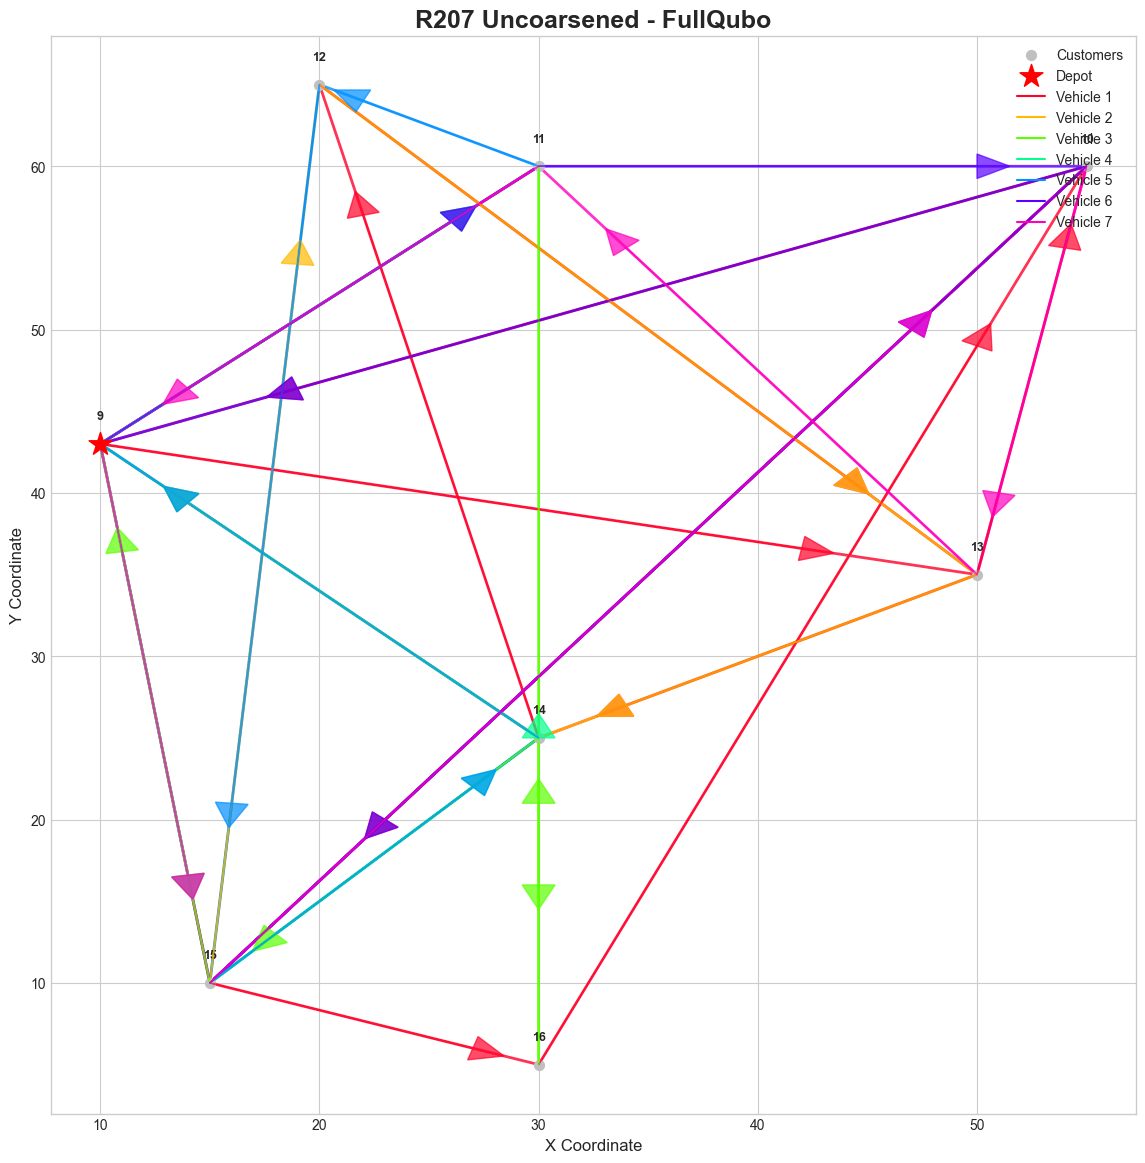 R207 Uncoarsened - FullQubo
12
Customers
Depot
Vehicle 1
Vehicle 2
Vehicle 3
Vehicle 4
Vehicle 5
Vehicle 6
Vehicle 7
11
10
9
13
14
15
16
60
50
40
30
20
10
10
20
30
40
50
X Coordinate
Y Coordinate